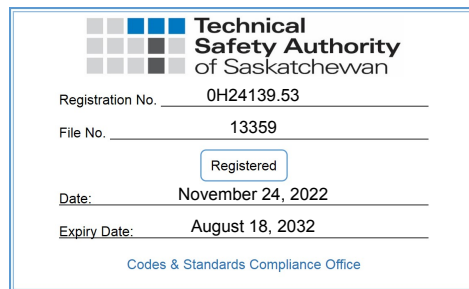 Technical
Safety Authority
of Saskatchewan
Registration No. 0H24139.53
File No. 13359
Registered
Date: November 24, 2022
Expiry Date: August 18, 2032
Codes & Standards Compliance Office